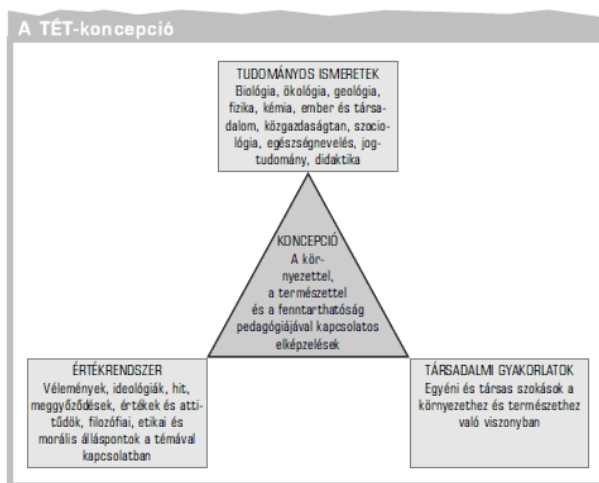 A TÉT-koncepció
TUDOMÁNYOS ISMERETEK
Biológia, ökológia, geológia,
fizika, kémia, ember és társa-
dalom, közgazdaságtan, szocio-
lógia, egészségnevelés, jog-
tudomány, didaktika
KONCEPCIÓ
A kör-
nyezettel,
a természettel
és a fenntarthatóság
pedagógiájával kapcsolatos
elképzelések
ÉRTÉKRENDSZER
Vélemények, ideológiák, hit,
meggyőződések, értékek és atti-
tűdök, filozófiai, etikai és
morális álláspontok a témával
kapcsolatban
TÁRSADALMI GYAKORLATOK
Egyéni és társas szokások a
környezethez és természethez
való viszonyban